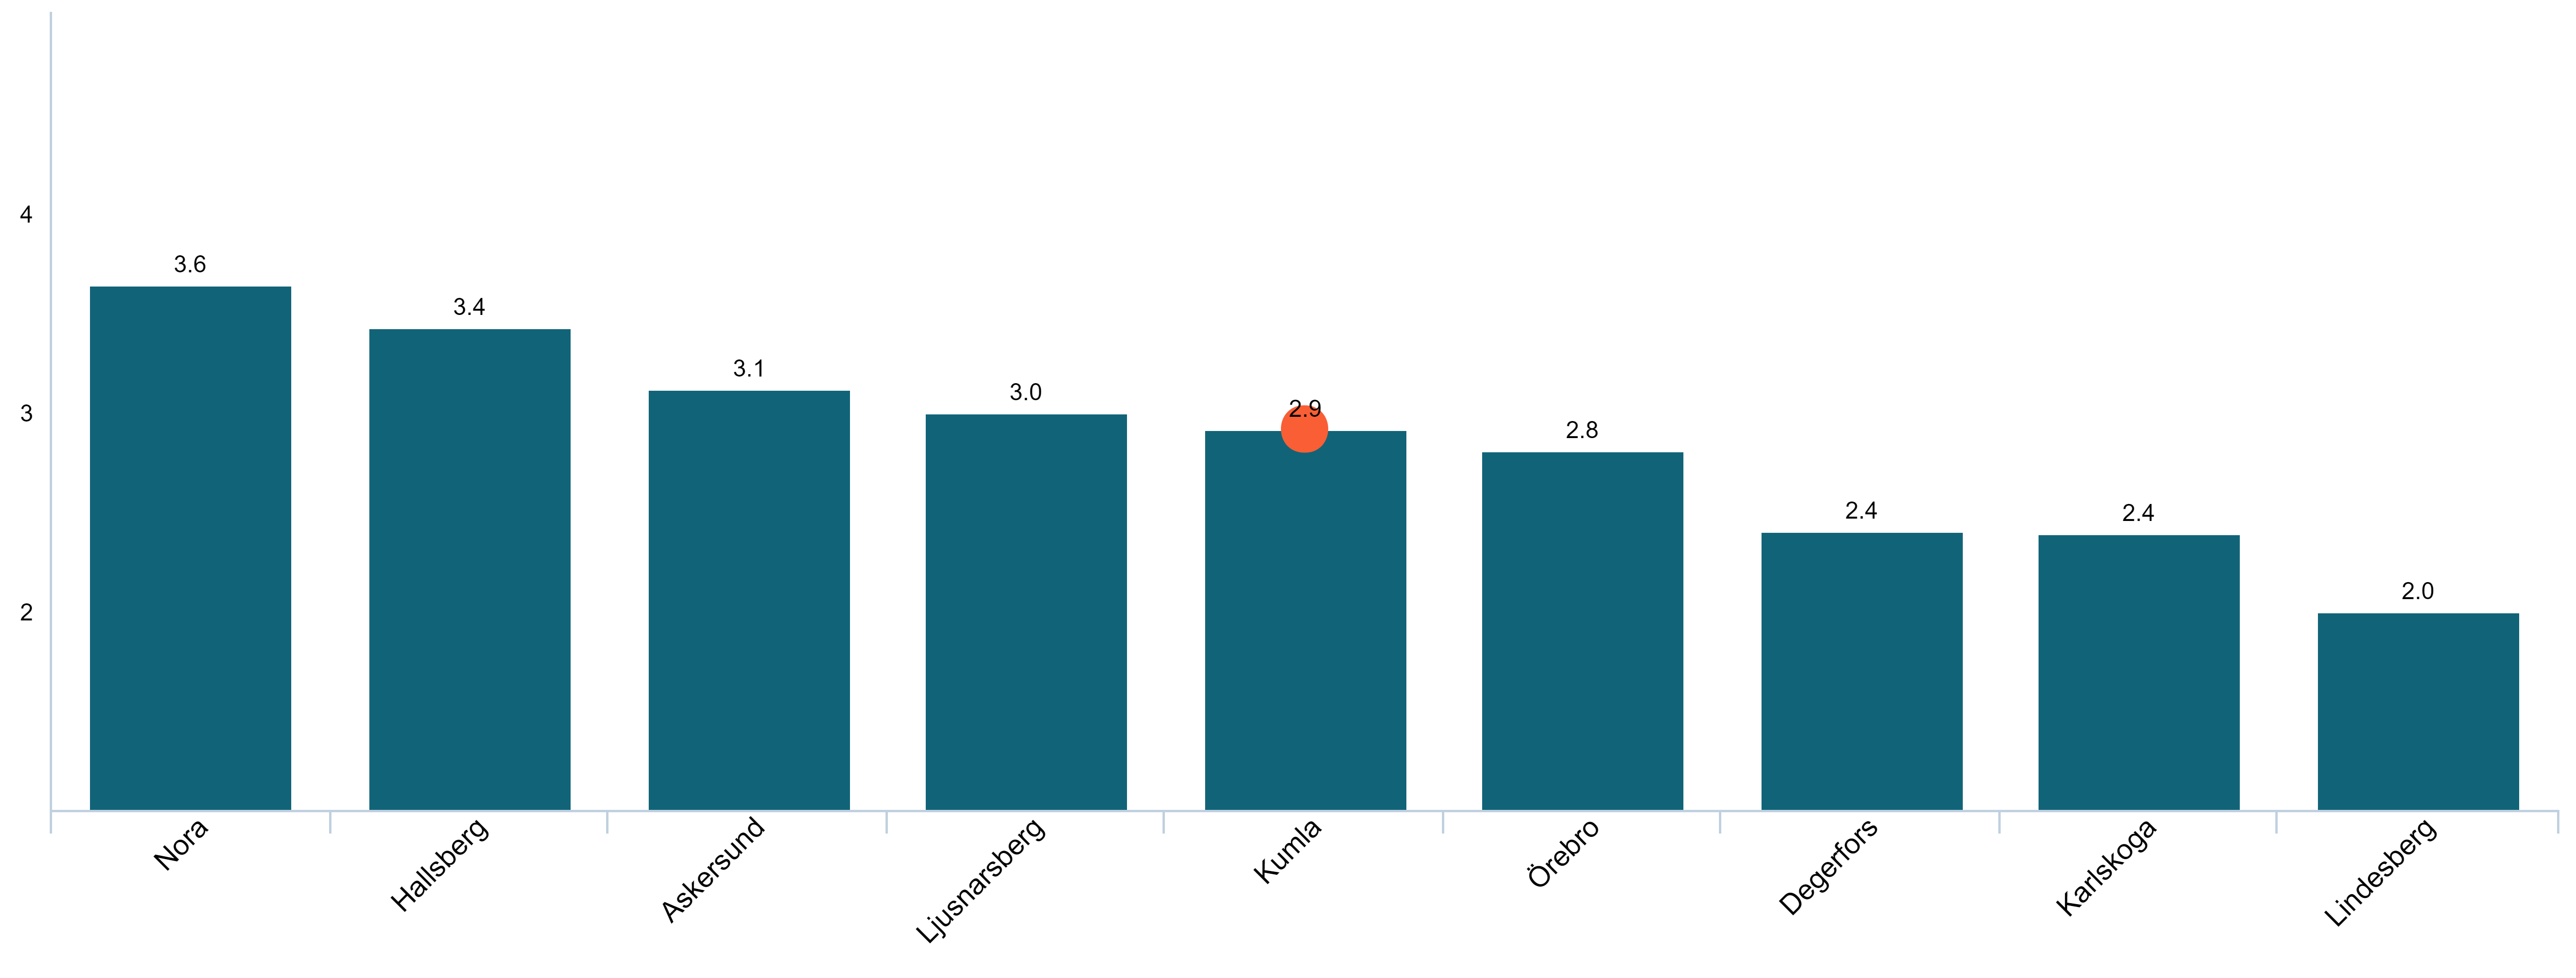 4
3
2
3.6
3.4
3.1
3.0
2.9
2.8
2.4
2.4
2.0
Nora
Hallsberg
Askersund
Ljusnarsberg
Kumla
Örebro
Degerfors
Karlskoga
Lindesberg